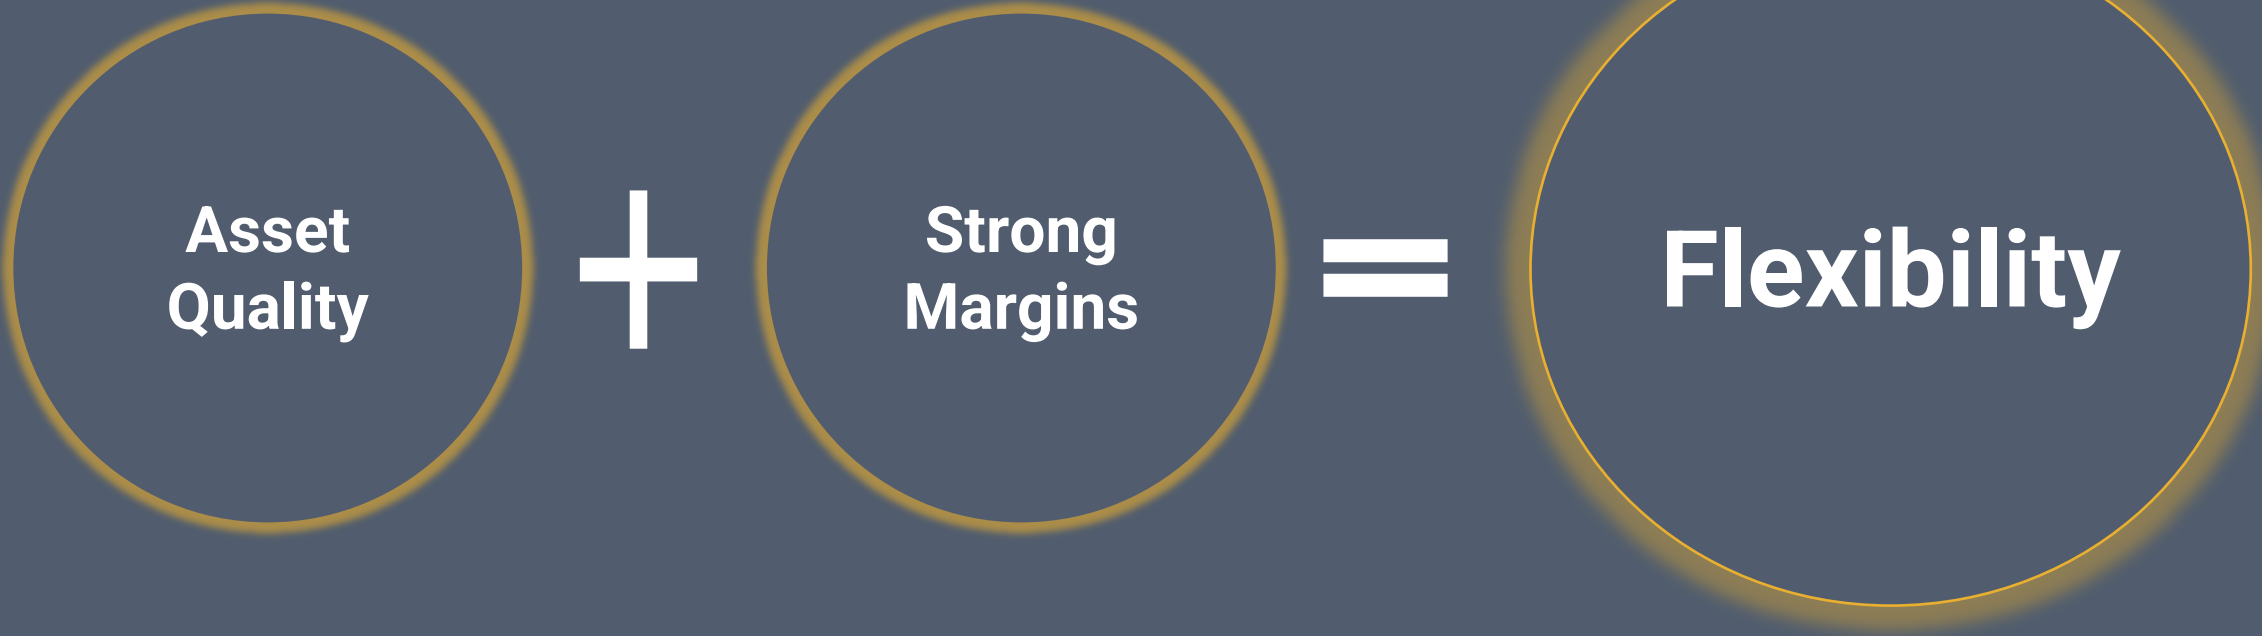 Asset
Quality
+
Strong
Margins
=
Flexibility